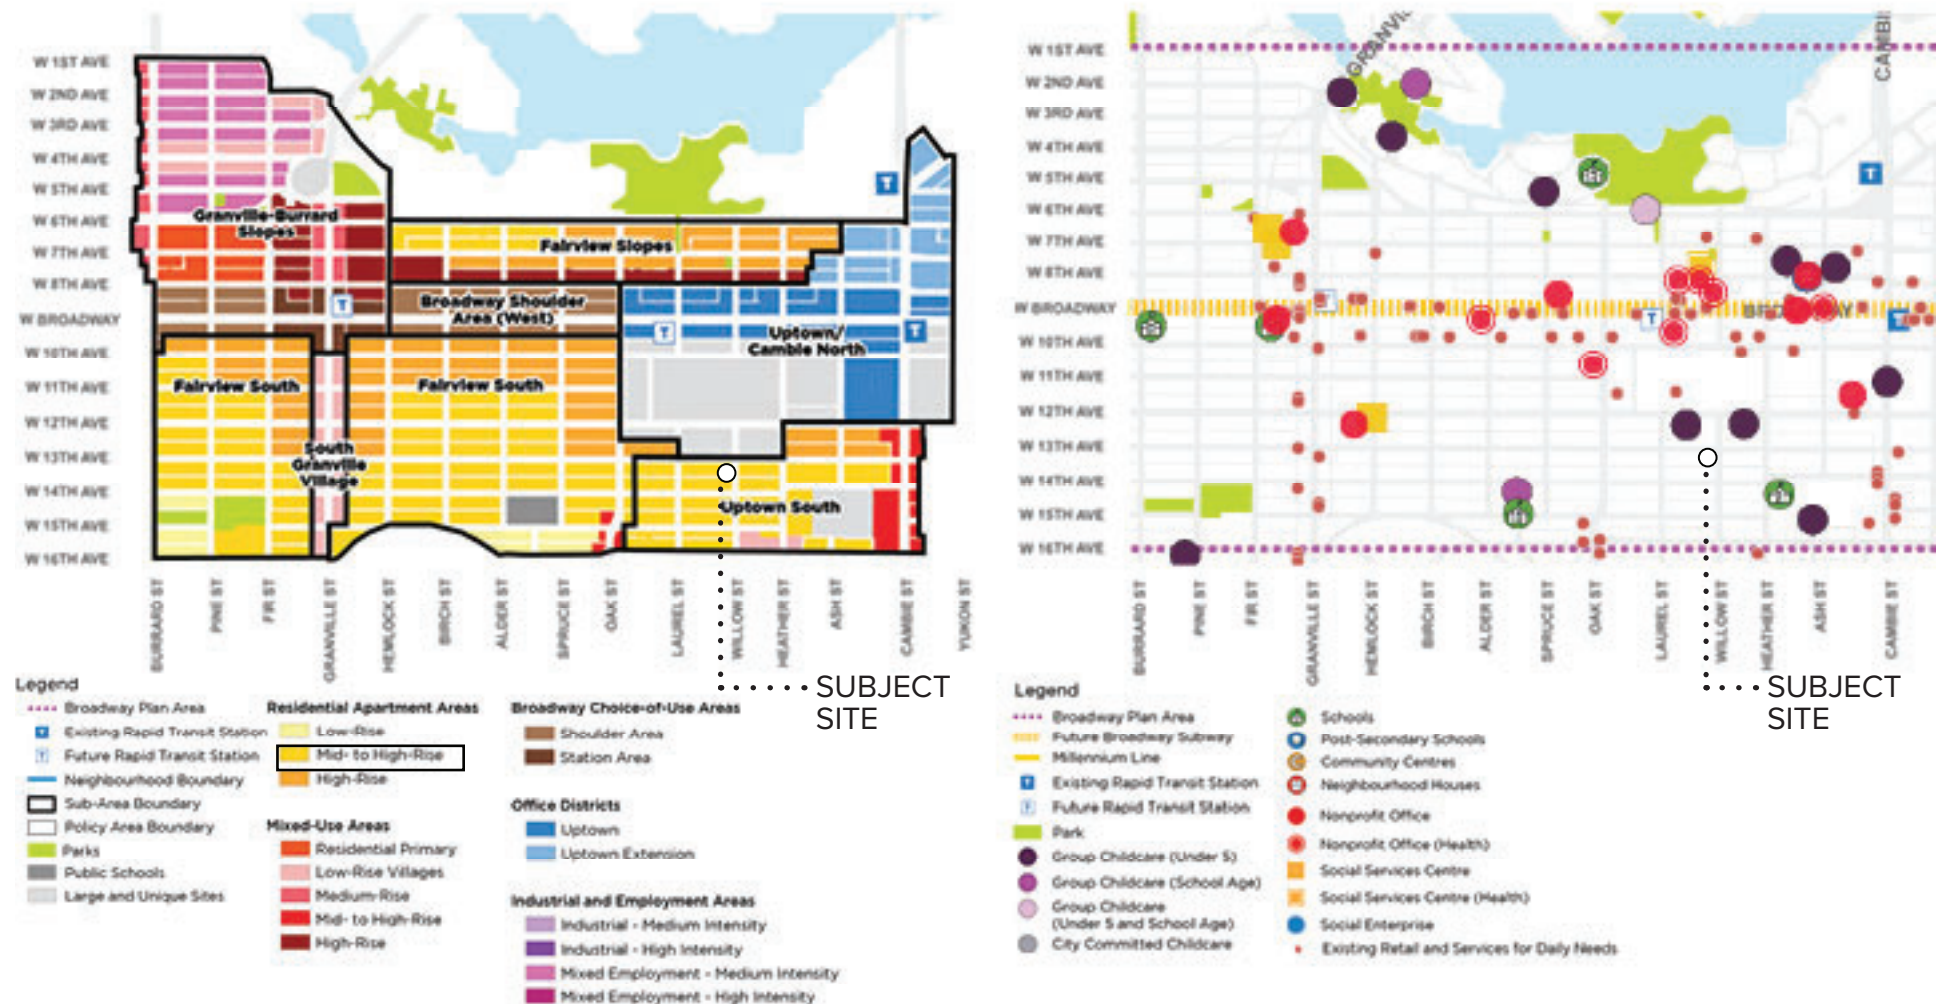 W 1ST AVE
W 2ND AVE
W 3RD AVE
W 4TH AVE
W 5TH AVE
W 6TH AVE
W 7TH AVE
W 8TH AVE
W BROADWAY
W 10TH AVE
W 11TH AVE
W 12TH AVE
W 13TH AVE
W 14TH AVE
W 15TH AVE
W 16TH AVE
Granville-Burrard
Slopes
Fairview Slopes
Broadway Shoulder
Area (West)
Uptown/
Cambie North
Fairview South
Fairview South
South
Granville
Village
Uptown South
T
T
T
T
BURRARD ST
PINE ST
FIR ST
GRANVILLE ST
HEMLOCK ST
BIRCH ST
ALDER ST
SPRUCE ST
OAK ST
LAUREL ST
WILLOW ST
HEATHER ST
ASH ST
CAMBIE ST
YUKON ST
SUBJECT
SITE
Legend
Broadway Plan Area
Existing Rapid Transit Station
Future Rapid Transit Station
Neighbourhood Boundary
Sub-Area Boundary
Policy Area Boundary
Parks
Public Schools
Large and Unique Sites
Residential Apartment Areas
Low-Rise
Mid- to High-Rise
High-Rise
Mixed-Use Areas
Residential Primary
Low-Rise Villages
Medium-Rise
Mid- to High-Rise
High-Rise
Broadway Choice-of-Use Areas
Shoulder Area
Station Area
Office Districts
Uptown
Uptown Extension
Industrial and Employment Areas
Industrial - Medium Intensity
Industrial - High Intensity
Mixed Employment - Medium Intensity
Mixed Employment - High Intensity
W 1ST AVE
W 2ND AVE
W 3RD AVE
W 4TH AVE
W 5TH AVE
W 6TH AVE
W 7TH AVE
W 8TH AVE
W BROADWAY
W 10TH AVE
W 11TH AVE
W 12TH AVE
W 13TH AVE
W 14TH AVE
W 15TH AVE
W 16TH AVE
GRANVI
CAMBI
T
T
T
T
BURRARD ST
PINE ST
FIR ST
GRANVILLE ST
HEMLOCK ST
BIRCH ST
ALDER ST
SPRUCE ST
OAK ST
LAUREL ST
WILLOW ST
HEATHER ST
ASH ST
CAMBIE ST
SUBJECT
SITE
Legend
Broadway Plan Area
Future Broadway Subway
Millennium Line
Existing Rapid Transit Station
Future Rapid Transit Station
Park
Group Childcare (Under 5)
Group Childcare (School Age)
Group Childcare
(Under 5 and School Age)
City Committed Childcare
Schools
Post-Secondary Schools
Community Centres
Neighbourhood Houses
Nonprofit Office
Nonprofit Office (Health)
Social Services Centre
Social Services Centre (Health)
Social Enterprise
Existing Retail and Services for Daily Needs